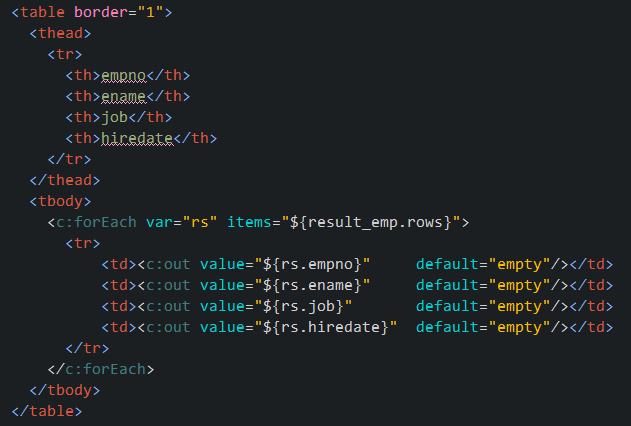 <table border="1">
  <thead>
    <tr>
      <th>empno</th>
      <th>ename</th>
      <th>job</th>
      <th>hiredate</th>
    </tr>
  </thead>
  <tbody>
    <c:forEach var="rs" items="${result_emp.rows}">
      <tr>
          <td><c:out value="${rs.empno}"     default="empty"/></td>
          <td><c:out value="${rs.ename}"     default="empty"/></td>
          <td><c:out value="${rs.job}"       default="empty"/></td>
          <td><c:out value="${rs.hiredate}"  default="empty"/></td>
      </tr>
    </c:forEach>
  </tbody>
</table>